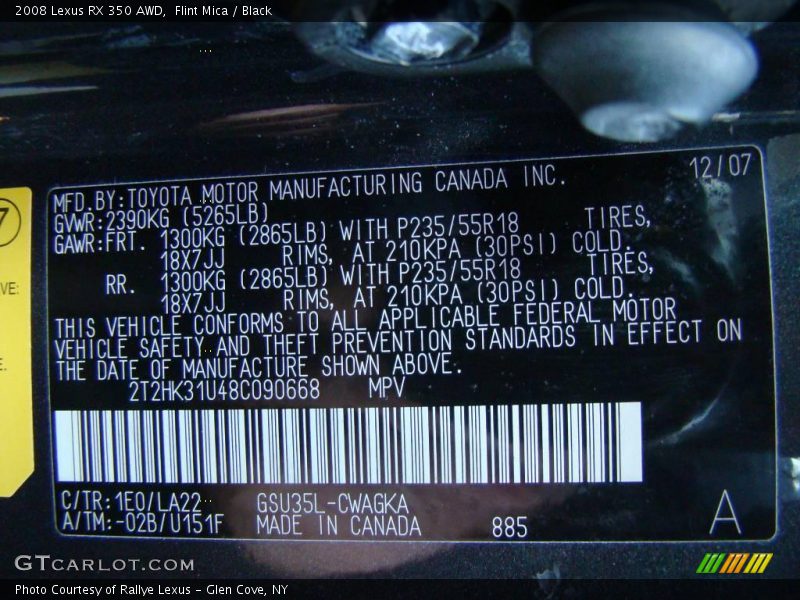 2008 Lexus RX 350 AWD, Flint Mica / Black
12/07
MFD.BY:TOYOTA MOTOR MANUFACTURING CANADA INC.
GVWR:2390KG (5265LB)
GAWR:FRT. 1300KG (2865LB) WITH P235/55R18 TIRES,
18X7JJ RIMS, AT 210KPA (30PSI) COLD.
RR. 1300KG (2865LB) WITH P235/55R18 TIRES,
18X7JJ RIMS, AT 210KPA (30PSI) COLD.
THIS VEHICLE CONFORMS TO ALL APPLICABLE FEDERAL MOTOR
VEHICLE SAFETY AND THEFT PREVENTION STANDARDS IN EFFECT ON
THE DATE OF MANUFACTURE SHOWN ABOVE.
2T2HK31U48C090668 MPV
C/TR:1E0/LA22 GSU35L-CWAGKA
A/TM:-02B/U151F MADE IN CANADA 885 A
7
VE:
E.
GTCARLOT.COM
Photo Courtesy of Rallye Lexus - Glen Cove, NY